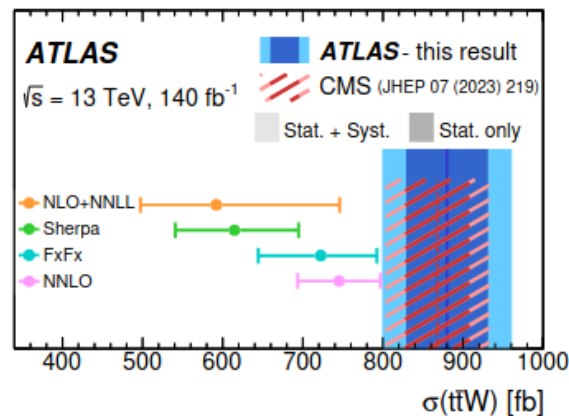 ATLAS
√s = 13 TeV, 140 fb⁻¹
ATLAS - this result
CMS (JHEP 07 (2023) 219)
Stat. + Syst. Stat. only
NLO+NNLL
Sherpa
FxFx
NNLO
400 500 600 700 800 900 1000
σ(tt̄W) [fb]